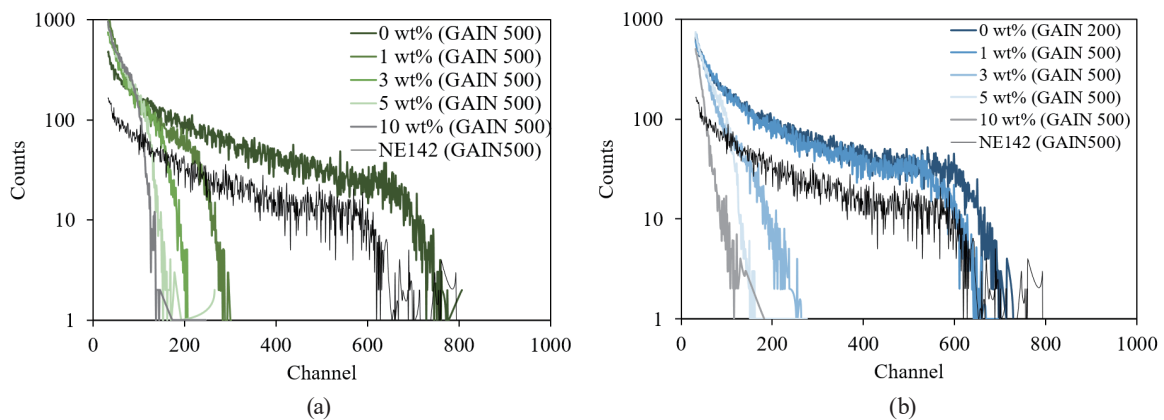 1000
100
10
1
Counts
0
200
400
600
800
1000
Channel
0 wt% (GAIN 500)
1 wt% (GAIN 500)
3 wt% (GAIN 500)
5 wt% (GAIN 500)
10 wt% (GAIN 500)
NE142 (GAIN500)
(a)
1000
100
10
1
Counts
0
200
400
600
800
1000
Channel
0 wt% (GAIN 200)
1 wt% (GAIN 500)
3 wt% (GAIN 500)
5 wt% (GAIN 500)
10 wt% (GAIN 500)
NE142 (GAIN500)
(b)